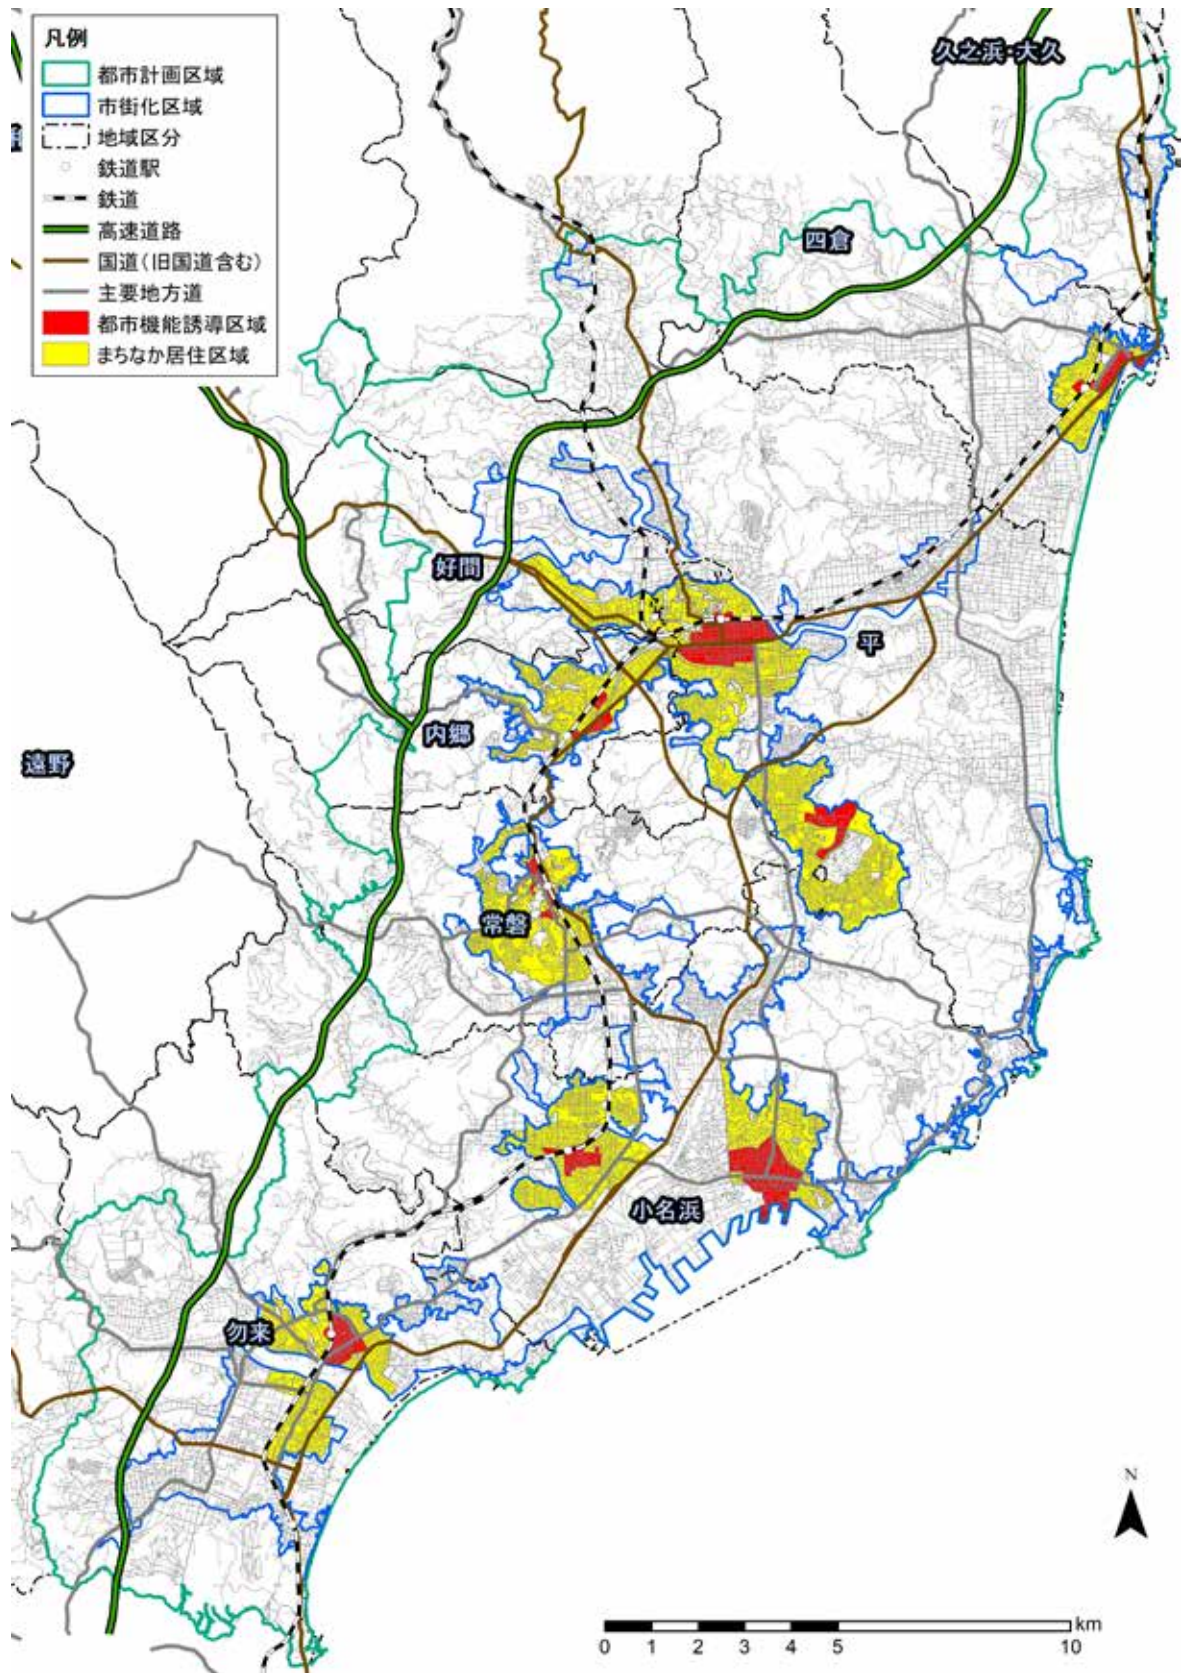 凡例
都市計画区域
市街化区域
地域区分
鉄道駅
鉄道
高速道路
国道(旧国道含む)
主要地方道
都市機能誘導区域
まちなか居住区域
久之浜・大久
四倉
好間
平
内郷
遠野
常磐
小名浜
勿来
N
km
0 1 2 3 4 5 10